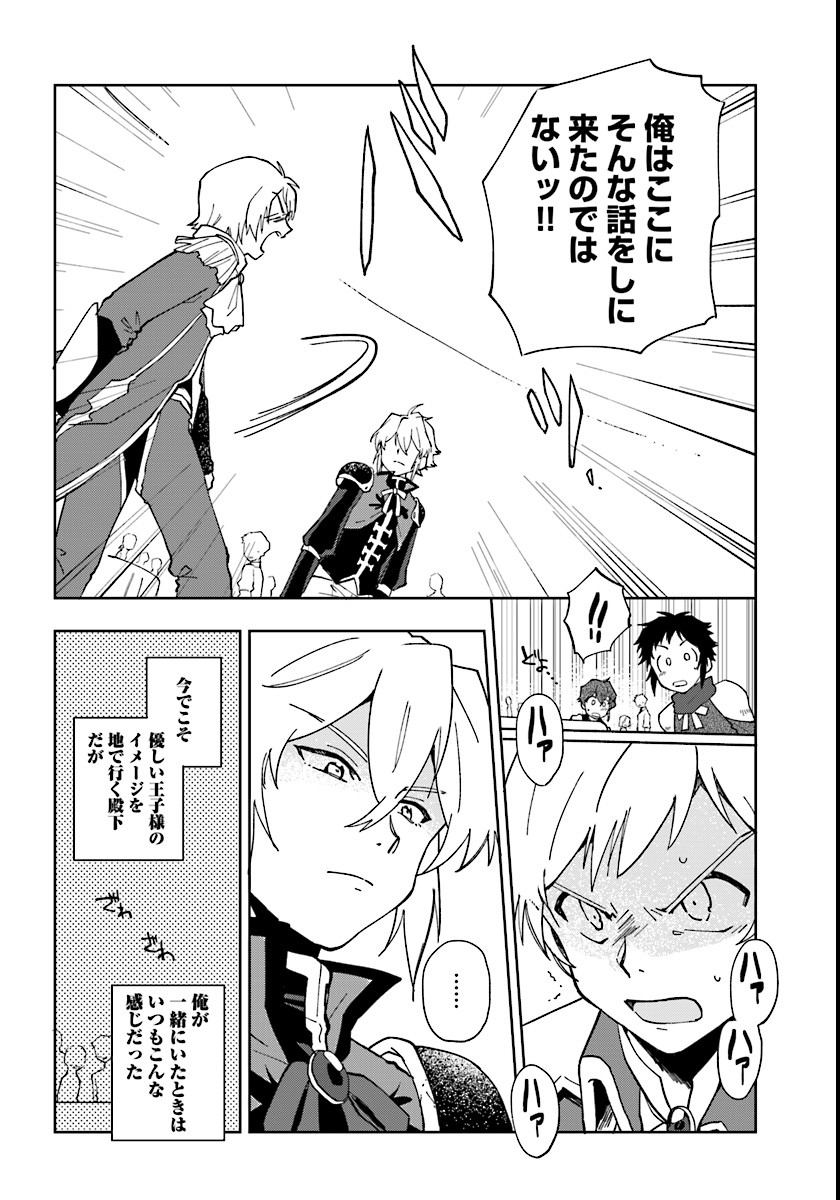 俺はここに
そんな話をしに
来たのでは
ないッ!!
!!
どよ…
ハァ
ハァ
ハァ
ハァ
ハァ
…
今でこそ
優しい王子様の
イメージを
地で行く殿下
だが
ざわ
ざわ
俺が
一緒にいたときは
いつもこんな
感じだった